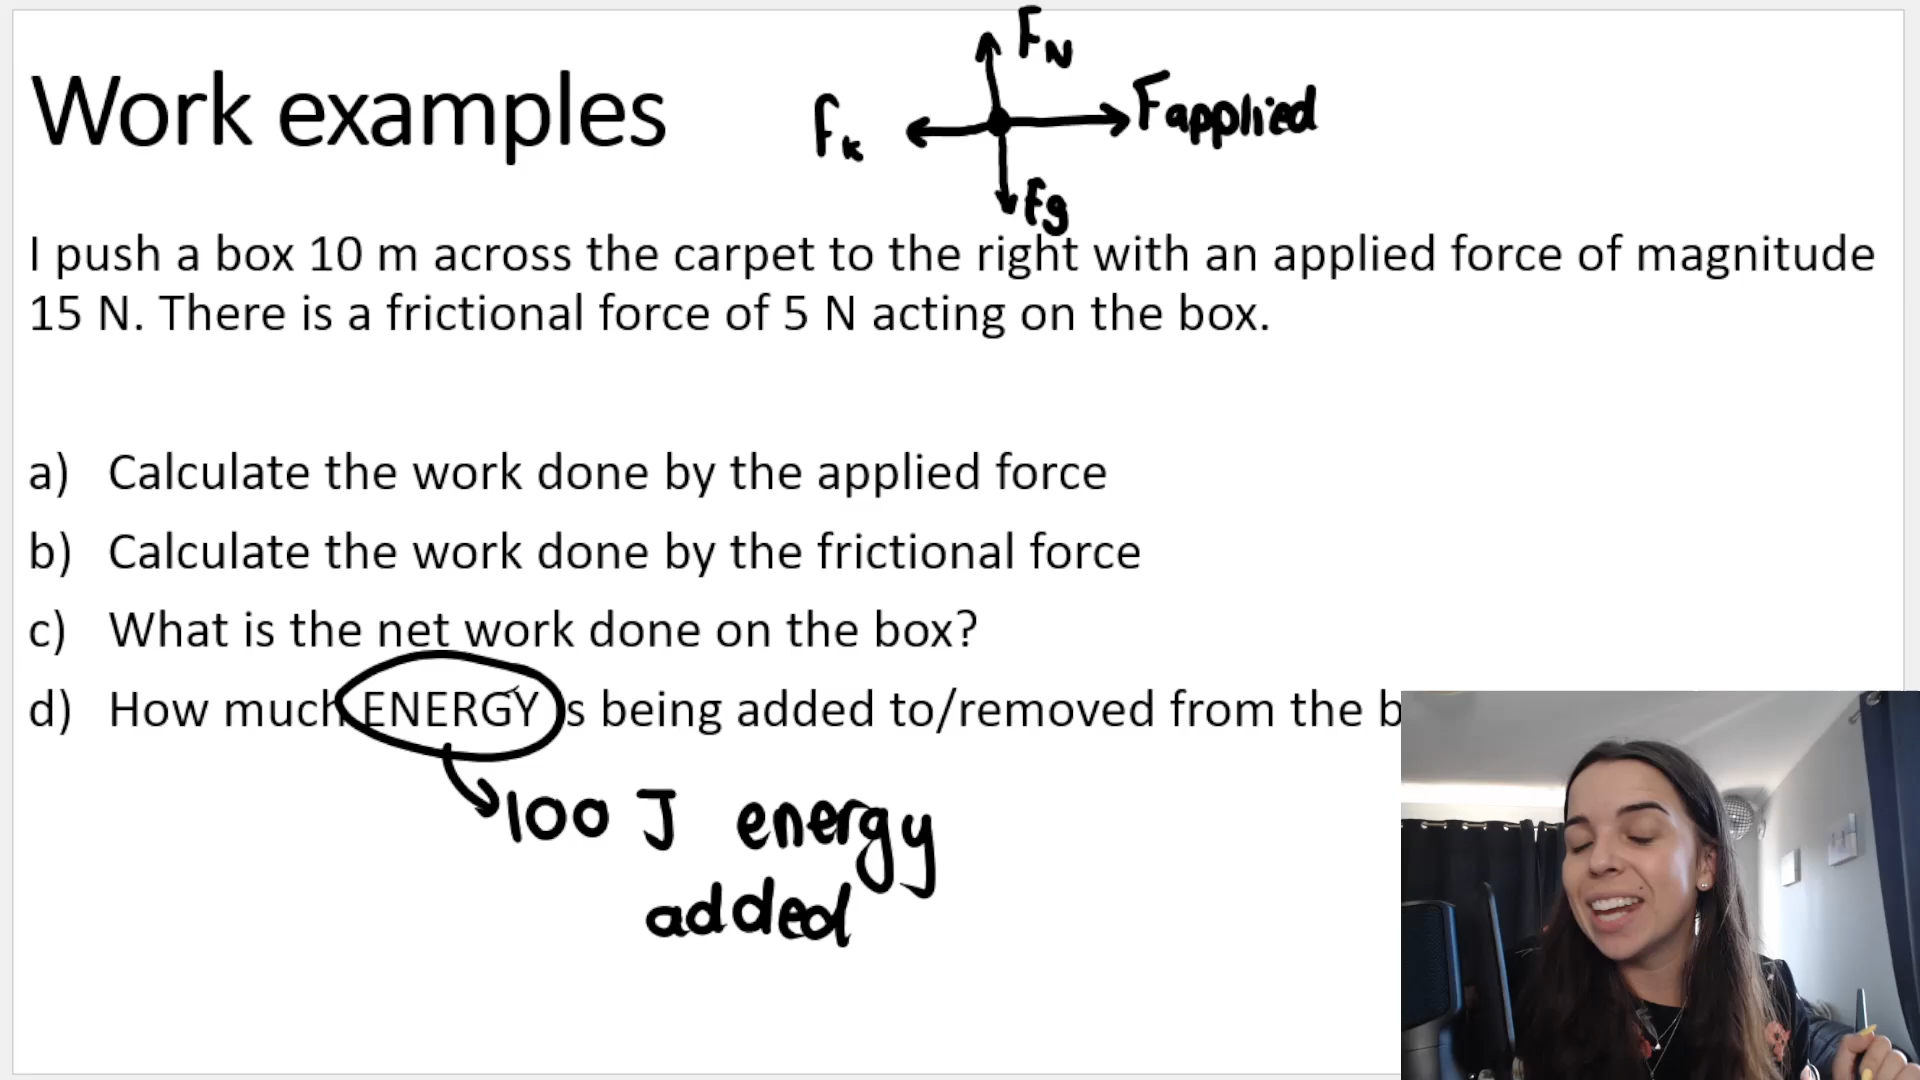 Work examples
FN
fk
Fapplied
Fg
I push a box 10 m across the carpet to the right with an applied force of magnitude
15 N. There is a frictional force of 5 N acting on the box.
a) Calculate the work done by the applied force
b) Calculate the work done by the frictional force
c) What is the net work done on the box?
d) How much ENERGY is being added to/removed from the b
100 J energy
added